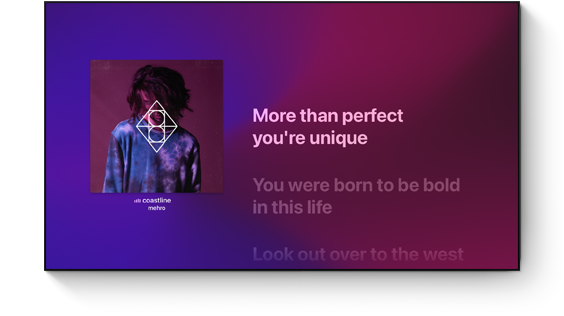 coastline
mehro
More than perfect
you're unique
You were born to be bold
in this life
Look out over to the west